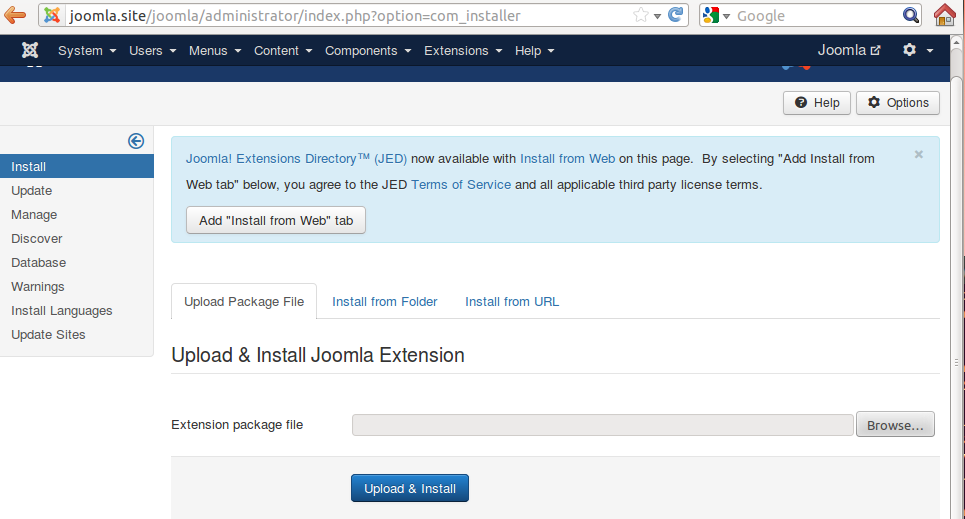 joomla.site/joomla/administrator/index.php?option=com_installer Google
System Users Menus Content Components Extensions Help Joomla
Help Options
Install
Update
Manage
Discover
Database
Warnings
Install Languages
Update Sites
Joomla! Extensions Directory™ (JED) now available with Install from Web on this page. By selecting "Add Install from
Web tab" below, you agree to the JED Terms of Service and all applicable third party license terms.
Add "Install from Web" tab
Upload Package File Install from Folder Install from URL
Upload & Install Joomla Extension
Extension package file Browse...
Upload & Install